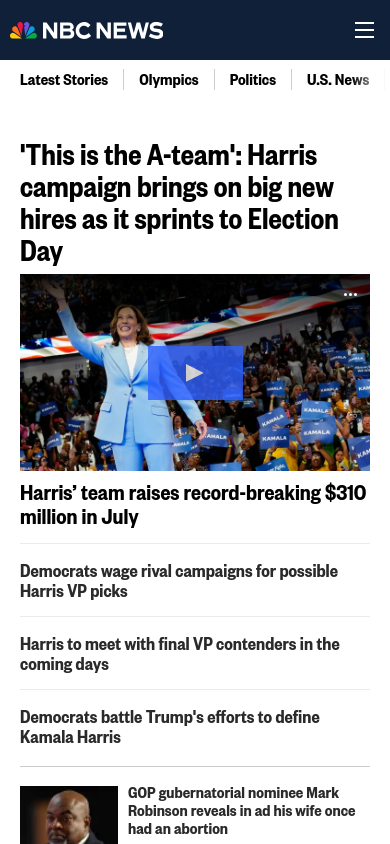 NBC NEWS
Latest Stories
Olympics
Politics
U.S. News
'This is the A-team': Harris
campaign brings on big new
hires as it sprints to Election
Day
KAMALA
KAMALA
KAMALA
KAMALA
Harris’ team raises record-breaking $310
million in July
Democrats wage rival campaigns for possible
Harris VP picks
Harris to meet with final VP contenders in the
coming days
Democrats battle Trump's efforts to define
Kamala Harris
GOP gubernatorial nominee Mark
Robinson reveals in ad his wife once
had an abortion